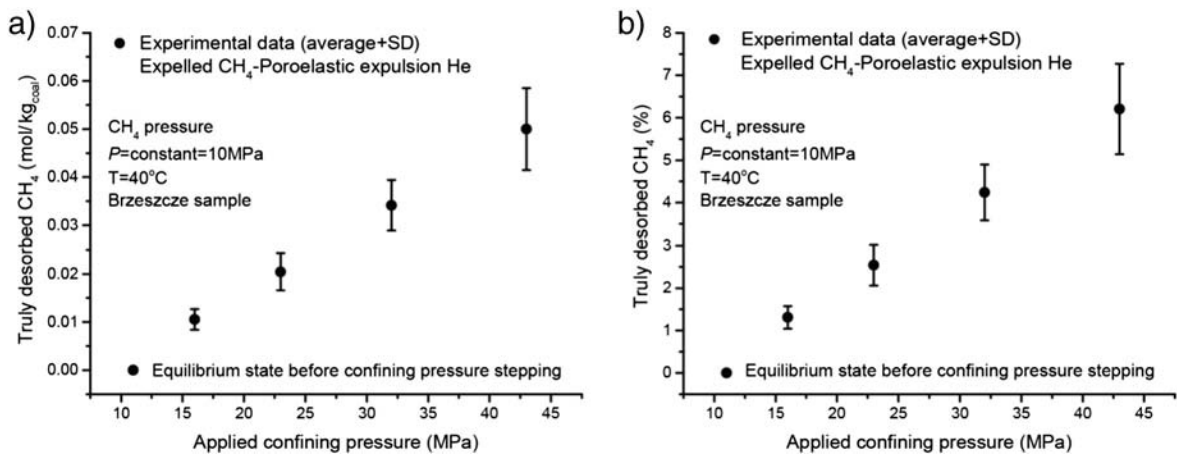 a)
Experimental data (average+SD)
Expelled CH4-Poroelastic expulsion He
CH4 pressure
P=constant=10MPa
T=40°C
Brzeszcze sample
Equilibrium state before confining pressure stepping
Truly desorbed CH4 (mol/kgcoal)
0.07
0.06
0.05
0.04
0.03
0.02
0.01
0.00
10 15 20 25 30 35 40 45
Applied confining pressure (MPa)
b)
Experimental data (average+SD)
Expelled CH4-Poroelastic expulsion He
CH4 pressure
P=constant=10MPa
T=40°C
Brzeszcze sample
Equilibrium state before confining pressure stepping
Truly desorbed CH4 (%)
8
7
6
5
4
3
2
1
0
10 15 20 25 30 35 40 45
Applied confining pressure (MPa)